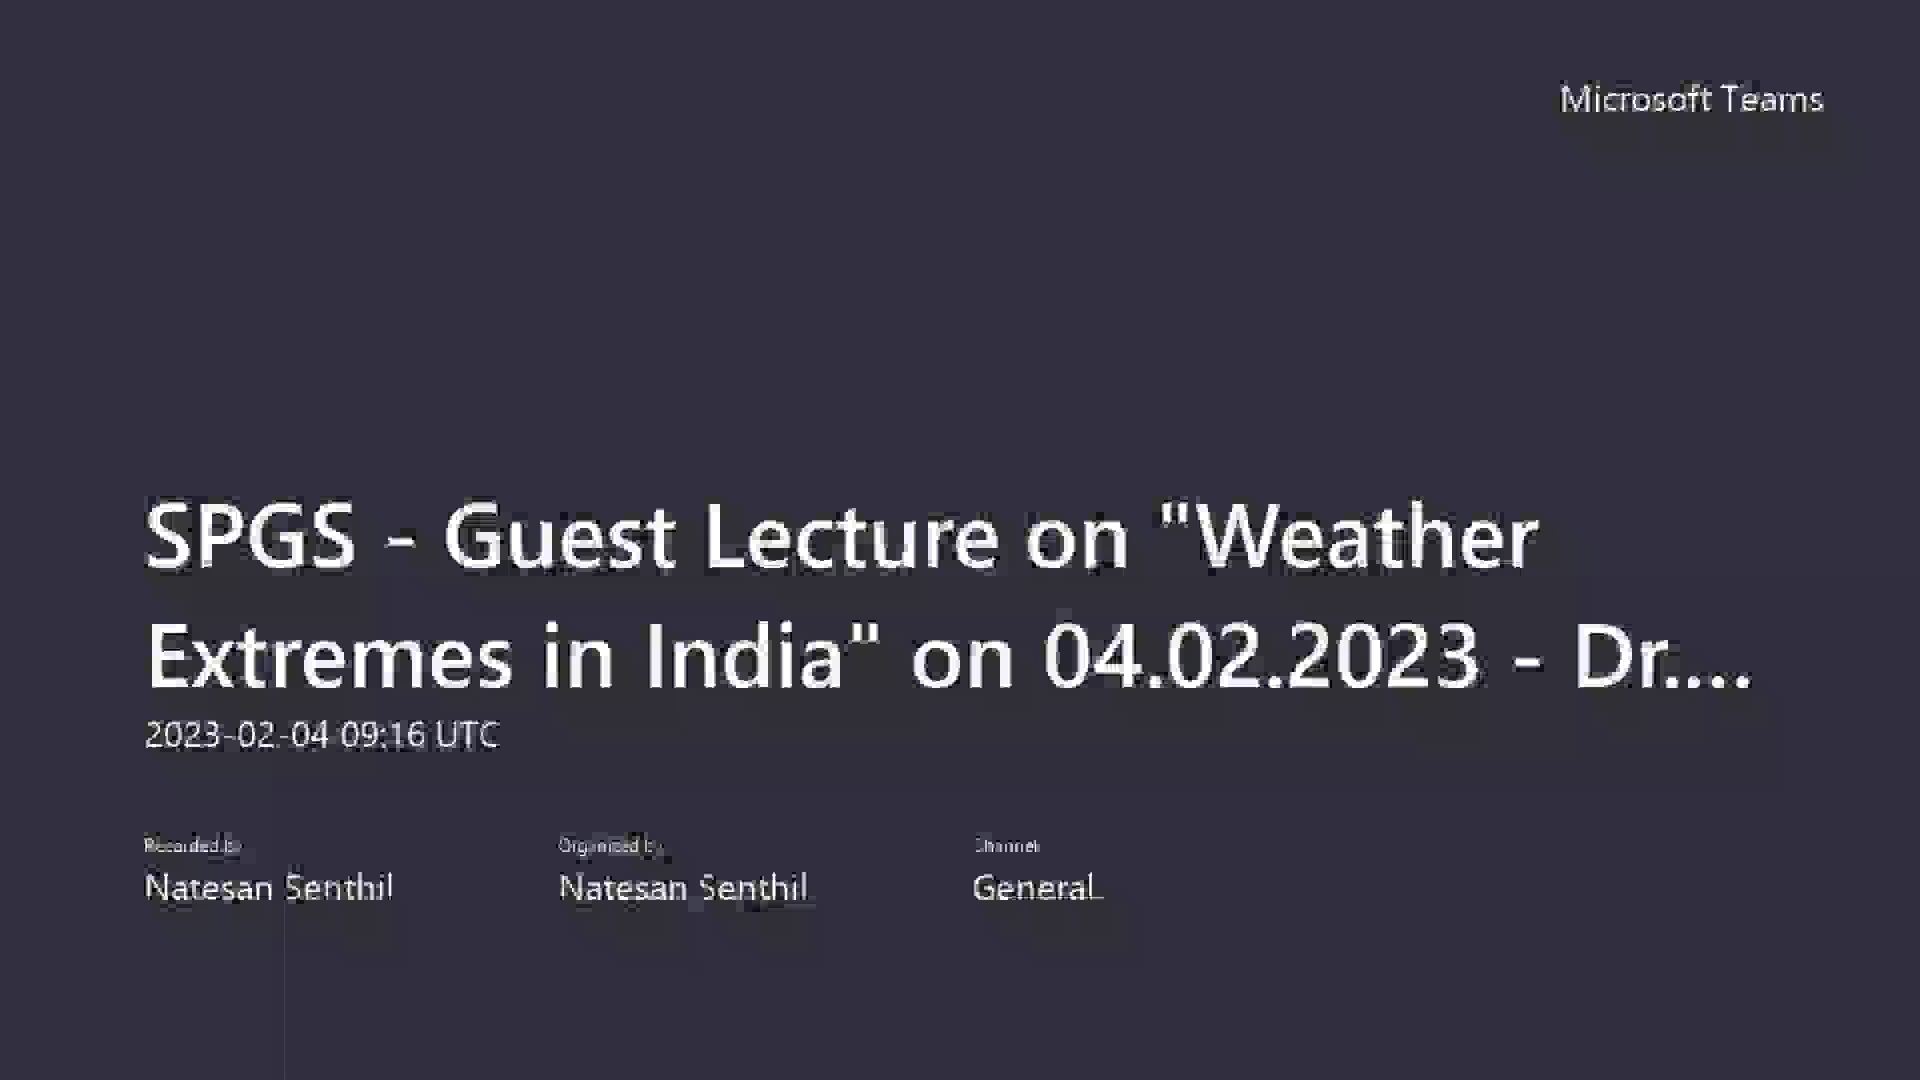 Microsoft Teams
SPGS - Guest Lecture on "Weather
Extremes in India" on 04.02.2023 - Dr....
2023-02-04 09:16 UTC
Recorded by
Organized by
Channel
Natesan Senthil
Natesan Senthil
General